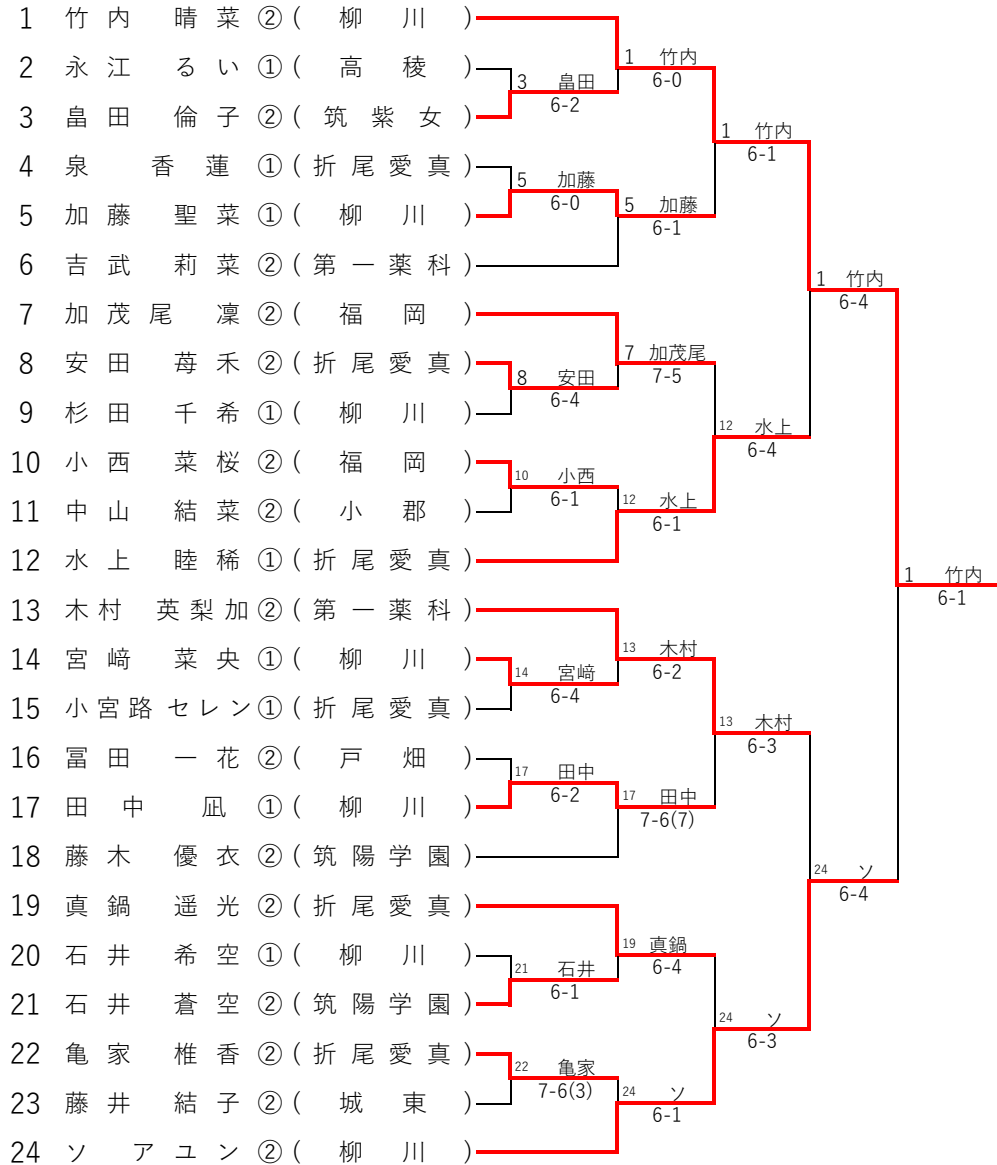 1 竹内 晴菜 ② ( 柳川 )
2 永江 るい ① ( 高稜 )
3 畠田 倫子 ② ( 筑紫女 )
4 泉 香蓮 ① ( 折尾愛真 )
5 加藤 聖菜 ① ( 柳川 )
6 吉武 莉菜 ② ( 第一薬科 )
7 加茂尾 凜 ② ( 福岡 )
8 安田 苺禾 ② ( 折尾愛真 )
9 杉田 千希 ① ( 柳川 )
10 小西 菜桜 ② ( 福岡 )
11 中山 結菜 ② ( 小郡 )
12 水上 睦稀 ① ( 折尾愛真 )
13 木村 英梨加 ② ( 第一薬科 )
14 宮﨑 菜央 ① ( 柳川 )
15 小宮路 セレン ① ( 折尾愛真 )
16 冨田 一花 ② ( 戸畑 )
17 田中 凪 ① ( 柳川 )
18 藤木 優衣 ② ( 筑陽学園 )
19 真鍋 遥光 ② ( 折尾愛真 )
20 石井 希空 ① ( 柳川 )
21 石井 蒼空 ② ( 筑陽学園 )
22 亀家 椎香 ② ( 折尾愛真 )
23 藤井 結子 ② ( 城東 )
24 ソ アユン ② ( 柳川 )
3 畠田
6-2
5 加藤
6-0
8 安田
6-4
10 小西
6-1
14 宮﨑
6-4
17 田中
6-2
21 石井
6-1
22 亀家
7-6(3)
1 竹内
6-0
5 加藤
6-1
7 加茂尾
7-5
12 水上
6-1
13 木村
6-2
17 田中
7-6(7)
19 真鍋
6-4
24 ソ
6-1
1 竹内
6-1
12 水上
6-4
13 木村
6-3
24 ソ
6-3
1 竹内
6-4
24 ソ
6-4
1 竹内
6-1